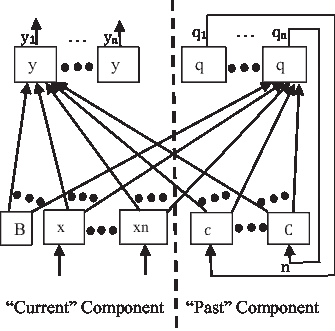 y1 ... yn q1 ... qn
y y q q
B x xn c C
n
“Current” Component “Past” Component